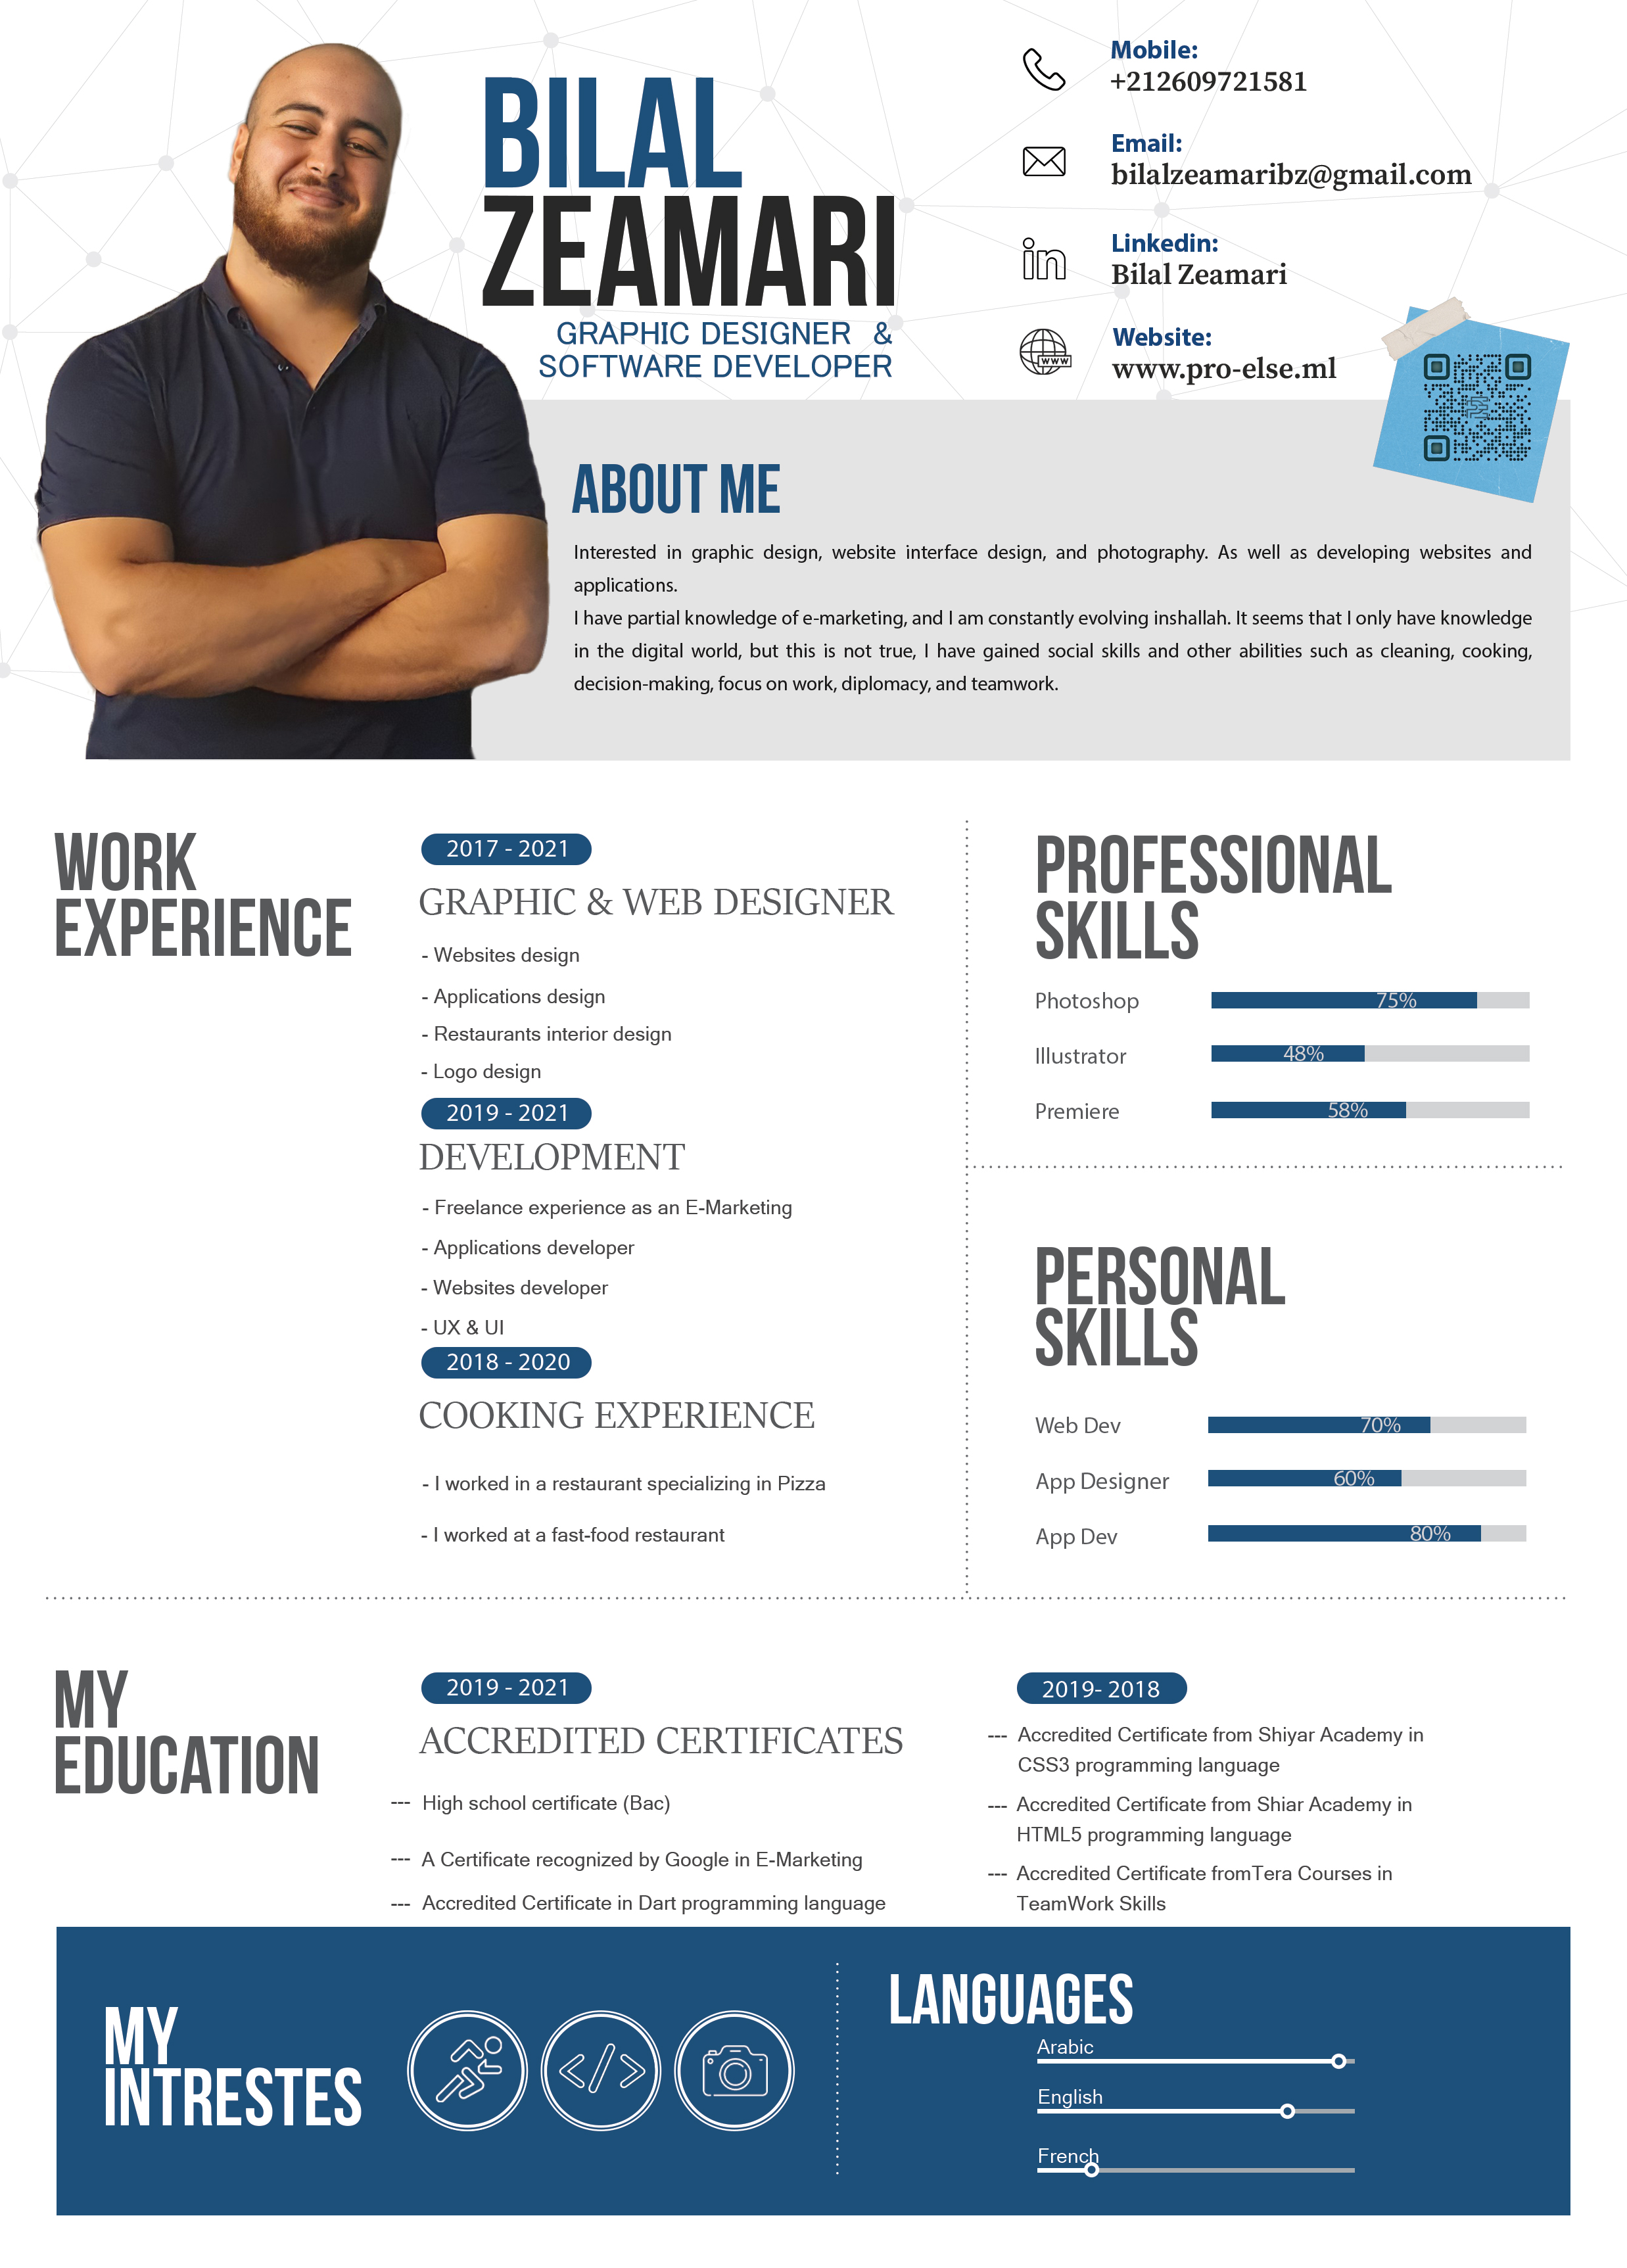 BILAL
ZEAMARI
GRAPHIC DESIGNER &
SOFTWARE DEVELOPER
Mobile:
+212609721581
Email:
bilalzeamaribz@gmail.com
Linkedin:
Bilal Zeamari
Website:
www.pro-else.ml
WWW
in
ABOUT ME
Interested in graphic design, website interface design, and photography. As well as developing websites and
applications.
I have partial knowledge of e-marketing, and I am constantly evolving inshallah. It seems that I only have knowledge
in the digital world, but this is not true, I have gained social skills and other abilities such as cleaning, cooking,
decision-making, focus on work, diplomacy, and teamwork.
WORK
EXPERIENCE
2017 - 2021
GRAPHIC & WEB DESIGNER
- Websites design
- Applications design
- Restaurants interior design
- Logo design
2019 - 2021
DEVELOPMENT
- Freelance experience as an E-Marketing
- Applications developer
- Websites developer
- UX & UI
2018 - 2020
COOKING EXPERIENCE
- I worked in a restaurant specializing in Pizza
- I worked at a fast-food restaurant
PROFESSIONAL
SKILLS
Photoshop 75%
Illustrator 48%
Premiere 58%
PERSONAL
SKILLS
Web Dev 70%
App Designer 60%
App Dev 80%
MY
EDUCATION
2019 - 2021
ACCREDITED CERTIFICATES
--- High school certificate (Bac)
--- A Certificate recognized by Google in E-Marketing
--- Accredited Certificate in Dart programming language
2019- 2018
--- Accredited Certificate from Shiyar Academy in
CSS3 programming language
--- Accredited Certificate from Shiar Academy in
HTML5 programming language
--- Accredited Certificate fromTera Courses in
TeamWork Skills
MY
INTRESTES
</>
LANGUAGES
Arabic
English
French